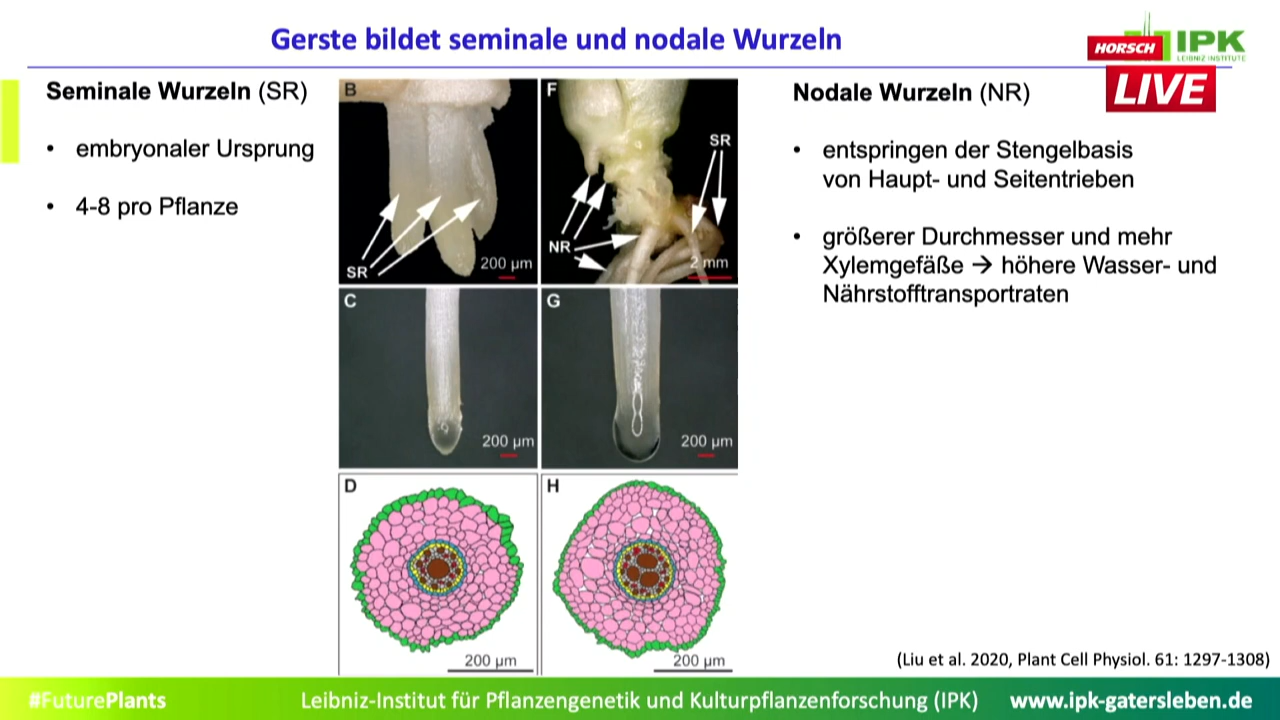 Gerste bildet seminale und nodale Wurzeln
HORSCH
IPK
LEIBNIZ INSTITUTE
LIVE
Seminale Wurzeln (SR)
• embryonaler Ursprung
• 4-8 pro Pflanze
B
SR
200 µm
F
SR
NR
2 mm
C
200 µm
G
200 µm
D
200 µm
H
200 µm
Nodale Wurzeln (NR)
• entspringen der Stengelbasis
von Haupt- und Seitentrieben
• größerer Durchmesser und mehr
Xylemgefäße → höhere Wasser- und
Nährstofftransportraten
(Liu et al. 2020, Plant Cell Physiol. 61: 1297-1308)
#FuturePlants
Leibniz-Institut für Pflanzengenetik und Kulturpflanzenforschung (IPK)
www.ipk-gatersleben.de